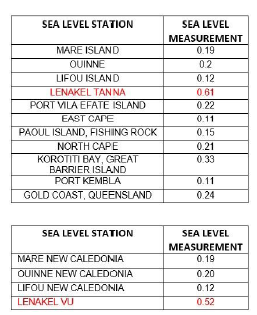 SEA LEVEL STATION SEA LEVEL
MEASUREMENT
MARE ISLAND 0.19
OUINNE 0.2
LIFOU ISLAND 0.12
LENAKEL TANNA 0.61
PORT VILA EFATE ISLAND 0.22
EAST CAPE 0.11
PAOUL ISLAND, FISHING ROCK 0.15
NORTH CAPE 0.21
KOROTITI BAY, GREAT 0.33
BARRIER ISLAND
PORT KEMBLA 0.11
GOLD COAST, QUEENSLAND 0.24
SEA LEVEL STATION SEA LEVEL
MEASUREMENT
MARE NEW CALEDONIA 0.19
OUINNE NEW CALEDONIA 0.20
LIFOU NEW CALEDONIA 0.12
LENAKEL VU 0.52